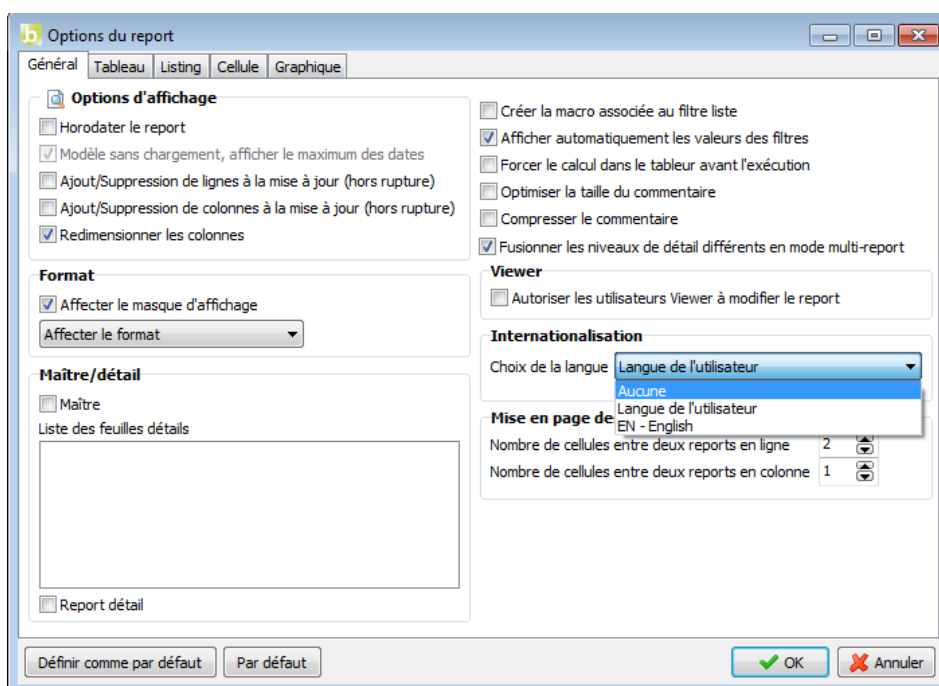 Options du report
Général Tableau Listing Cellule Graphique
Options d'affichage
Horodater le report
Modèle sans chargement, afficher le maximum des dates
Ajout/Suppression de lignes à la mise à jour (hors rupture)
Ajout/Suppression de colonnes à la mise à jour (hors rupture)
Redimensionner les colonnes
Format
Affecter le masque d'affichage
Affecter le format
Maître/détail
Maître
Liste des feuilles détails
Report détail
Créer la macro associée au filtre liste
Afficher automatiquement les valeurs des filtres
Forcer le calcul dans le tableur avant l'exécution
Optimiser la taille du commentaire
Compresser le commentaire
Fusionner les niveaux de détail différents en mode multi-report
Viewer
Autoriser les utilisateurs Viewer à modifier le report
Internationalisation
Choix de la langue Langue de l'utilisateur
Aucune
Langue de l'utilisateur
EN - English
Mise en page de
Nombre de cellules entre deux reports en ligne 2
Nombre de cellules entre deux reports en colonne 1
Définir comme par défaut Par défaut OK Annuler